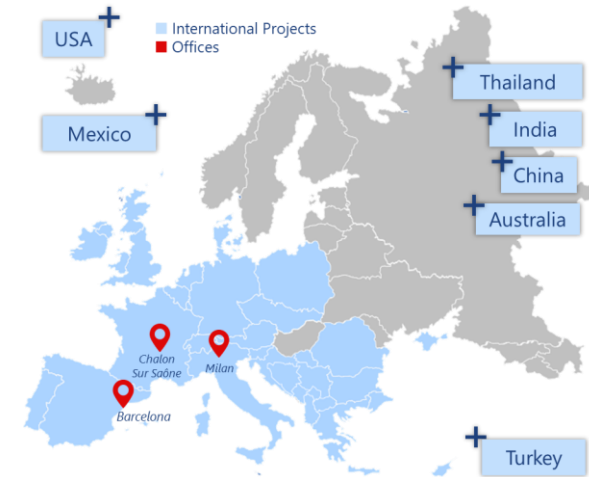 USA
International Projects
Offices
Mexico
Thailand
India
China
Australia
Chalon
Sur Saône
Milan
Barcelona
Turkey